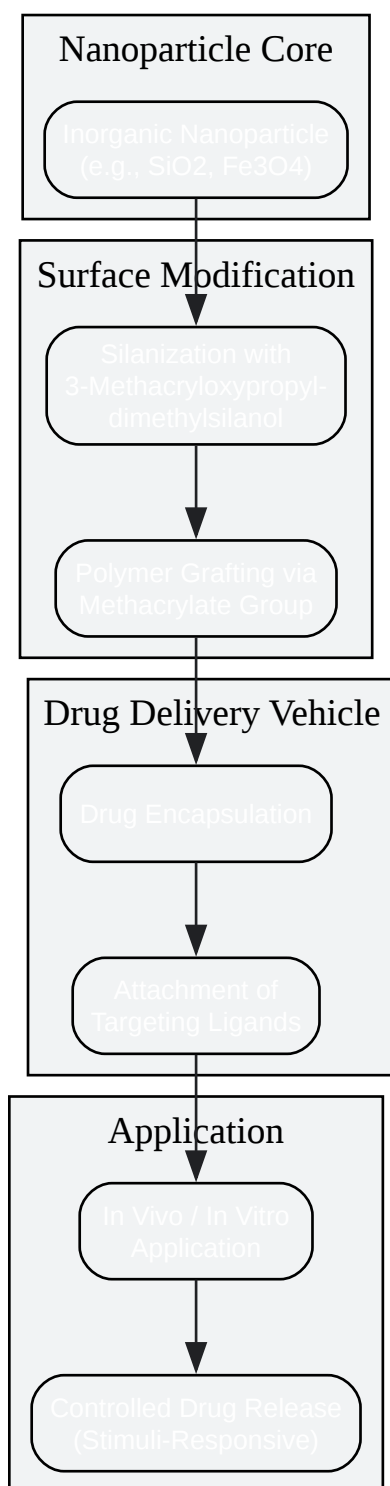 Nanoparticle Core
Inorganic Nanoparticle
(e.g., SiO2, Fe3O4)
Surface Modification
Silanization with
3-Methacryloxypropyl-
dimethylsilanol
Polymer Grafting via
Methacrylate Group
Drug Delivery Vehicle
Drug Encapsulation
Attachment of
Targeting Ligands
Application
In Vivo / In Vitro
Application
Controlled Drug Release
(Stimuli-Responsive)